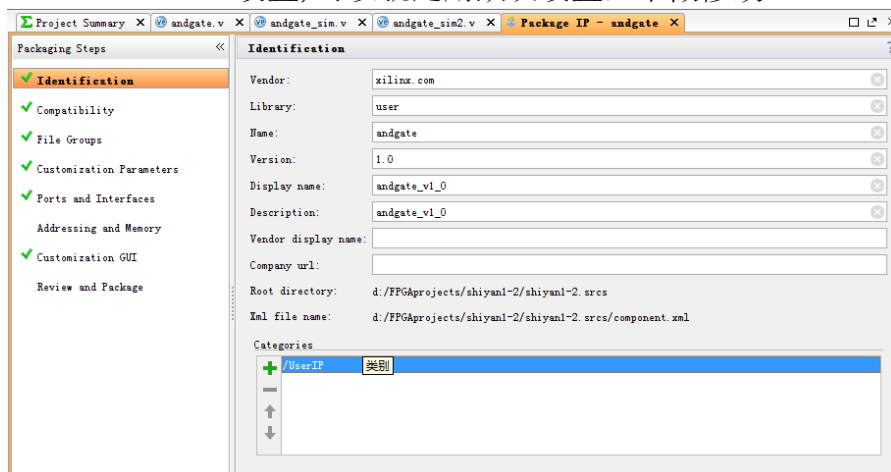 Project Summary andgate.v andgate_sim.v andgate_sim2.v Package IP - andgate
Packaging Steps
Identification
Compatibility
File Groups
Customization Parameters
Ports and Interfaces
Addressing and Memory
Customization GUI
Review and Package
Identification
Vendor: xilinx.com
Library: user
Name: andgate
Version: 1.0
Display name: andgate_v1_0
Description: andgate_v1_0
Vendor display name:
Company url:
Root directory: d:/FPGAprojects/shiyan1-2/shiyan1-2.srcs
Xml file name: d:/FPGAprojects/shiyan1-2/shiyan1-2.srcs/component.xml
Categories
/UserIP 类别